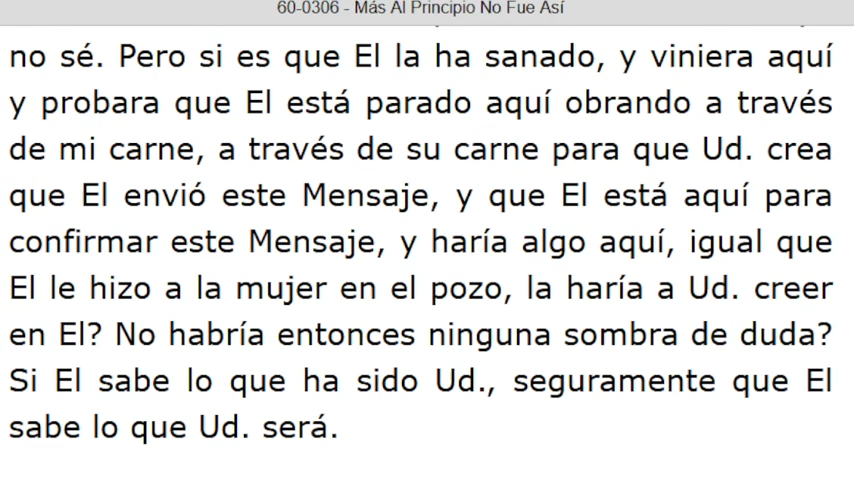 60-0306 - Más Al Principio No Fue Así
no sé. Pero si es que El la ha sanado, y viniera aquí
y probara que El está parado aquí obrando a través
de mi carne, a través de su carne para que Ud. crea
que El envió este Mensaje, y que El está aquí para
confirmar este Mensaje, y haría algo aquí, igual que
El le hizo a la mujer en el pozo, la haría a Ud. creer
en El? No habría entonces ninguna sombra de duda?
Si El sabe lo que ha sido Ud., seguramente que El
sabe lo que Ud. será.